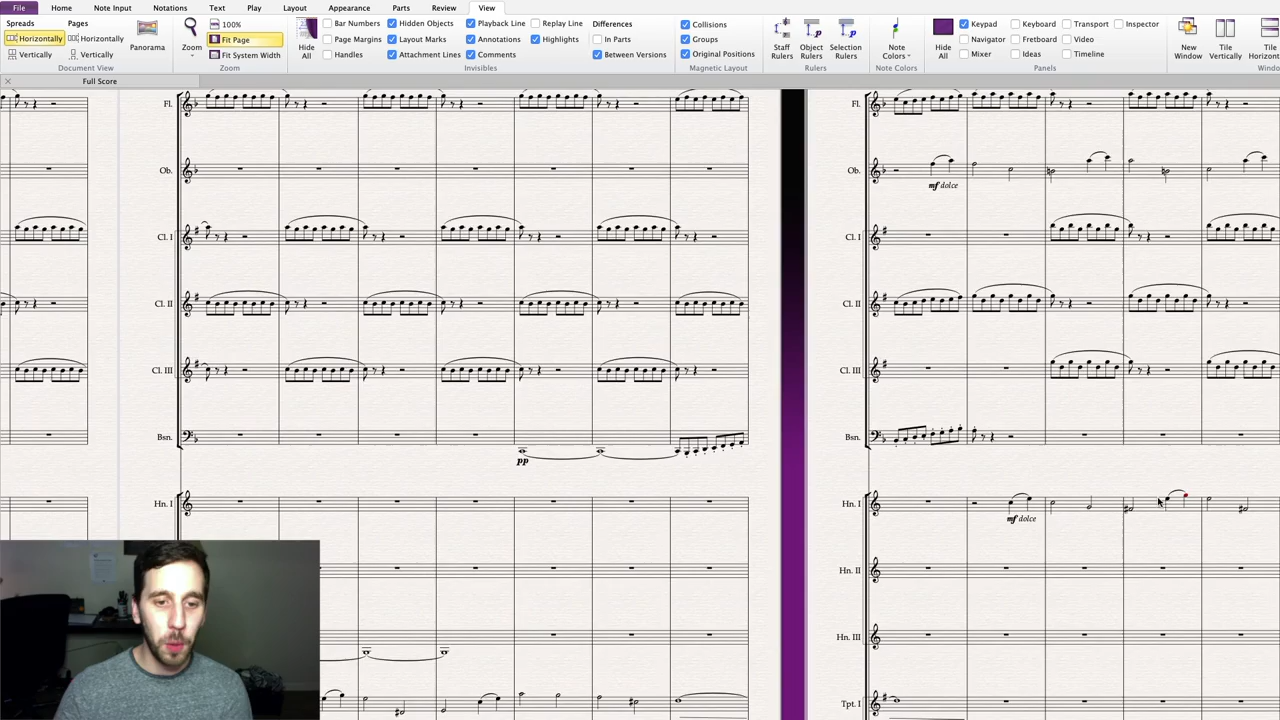 File Home Note Input Notations Text Play Layout Appearance Parts Review View
Spreads Pages 100% Bar Numbers Hidden Objects Playback Line Replay Line Differences Collisions Keypad Keyboard Transport Inspector
Horizontally Horizontally Panorama Zoom Fit Page Hide All Page Margins Layout Marks Annotations Highlights In Parts Groups Staff Rulers Object Rulers Selection Rulers Note Colors Hide All Navigator Fretboard Video New Window Tile Vertically Tile
Vertically Vertically Fit System Width Handles Attachment Lines Comments Between Versions Original Positions Mixer Ideas Timeline
Document View Zoom Invisibles Magnetic Layout Rulers Note Colors Panels
Full Score
Fl. Fl.
Ob. Ob.
mf dolce
Cl. I Cl. I
Cl. II Cl. II
Cl. III Cl. III
Bsn. Bsn.
pp
Hn. I Hn. I
mf dolce
Hn. II
Hn. III
Tpt. I